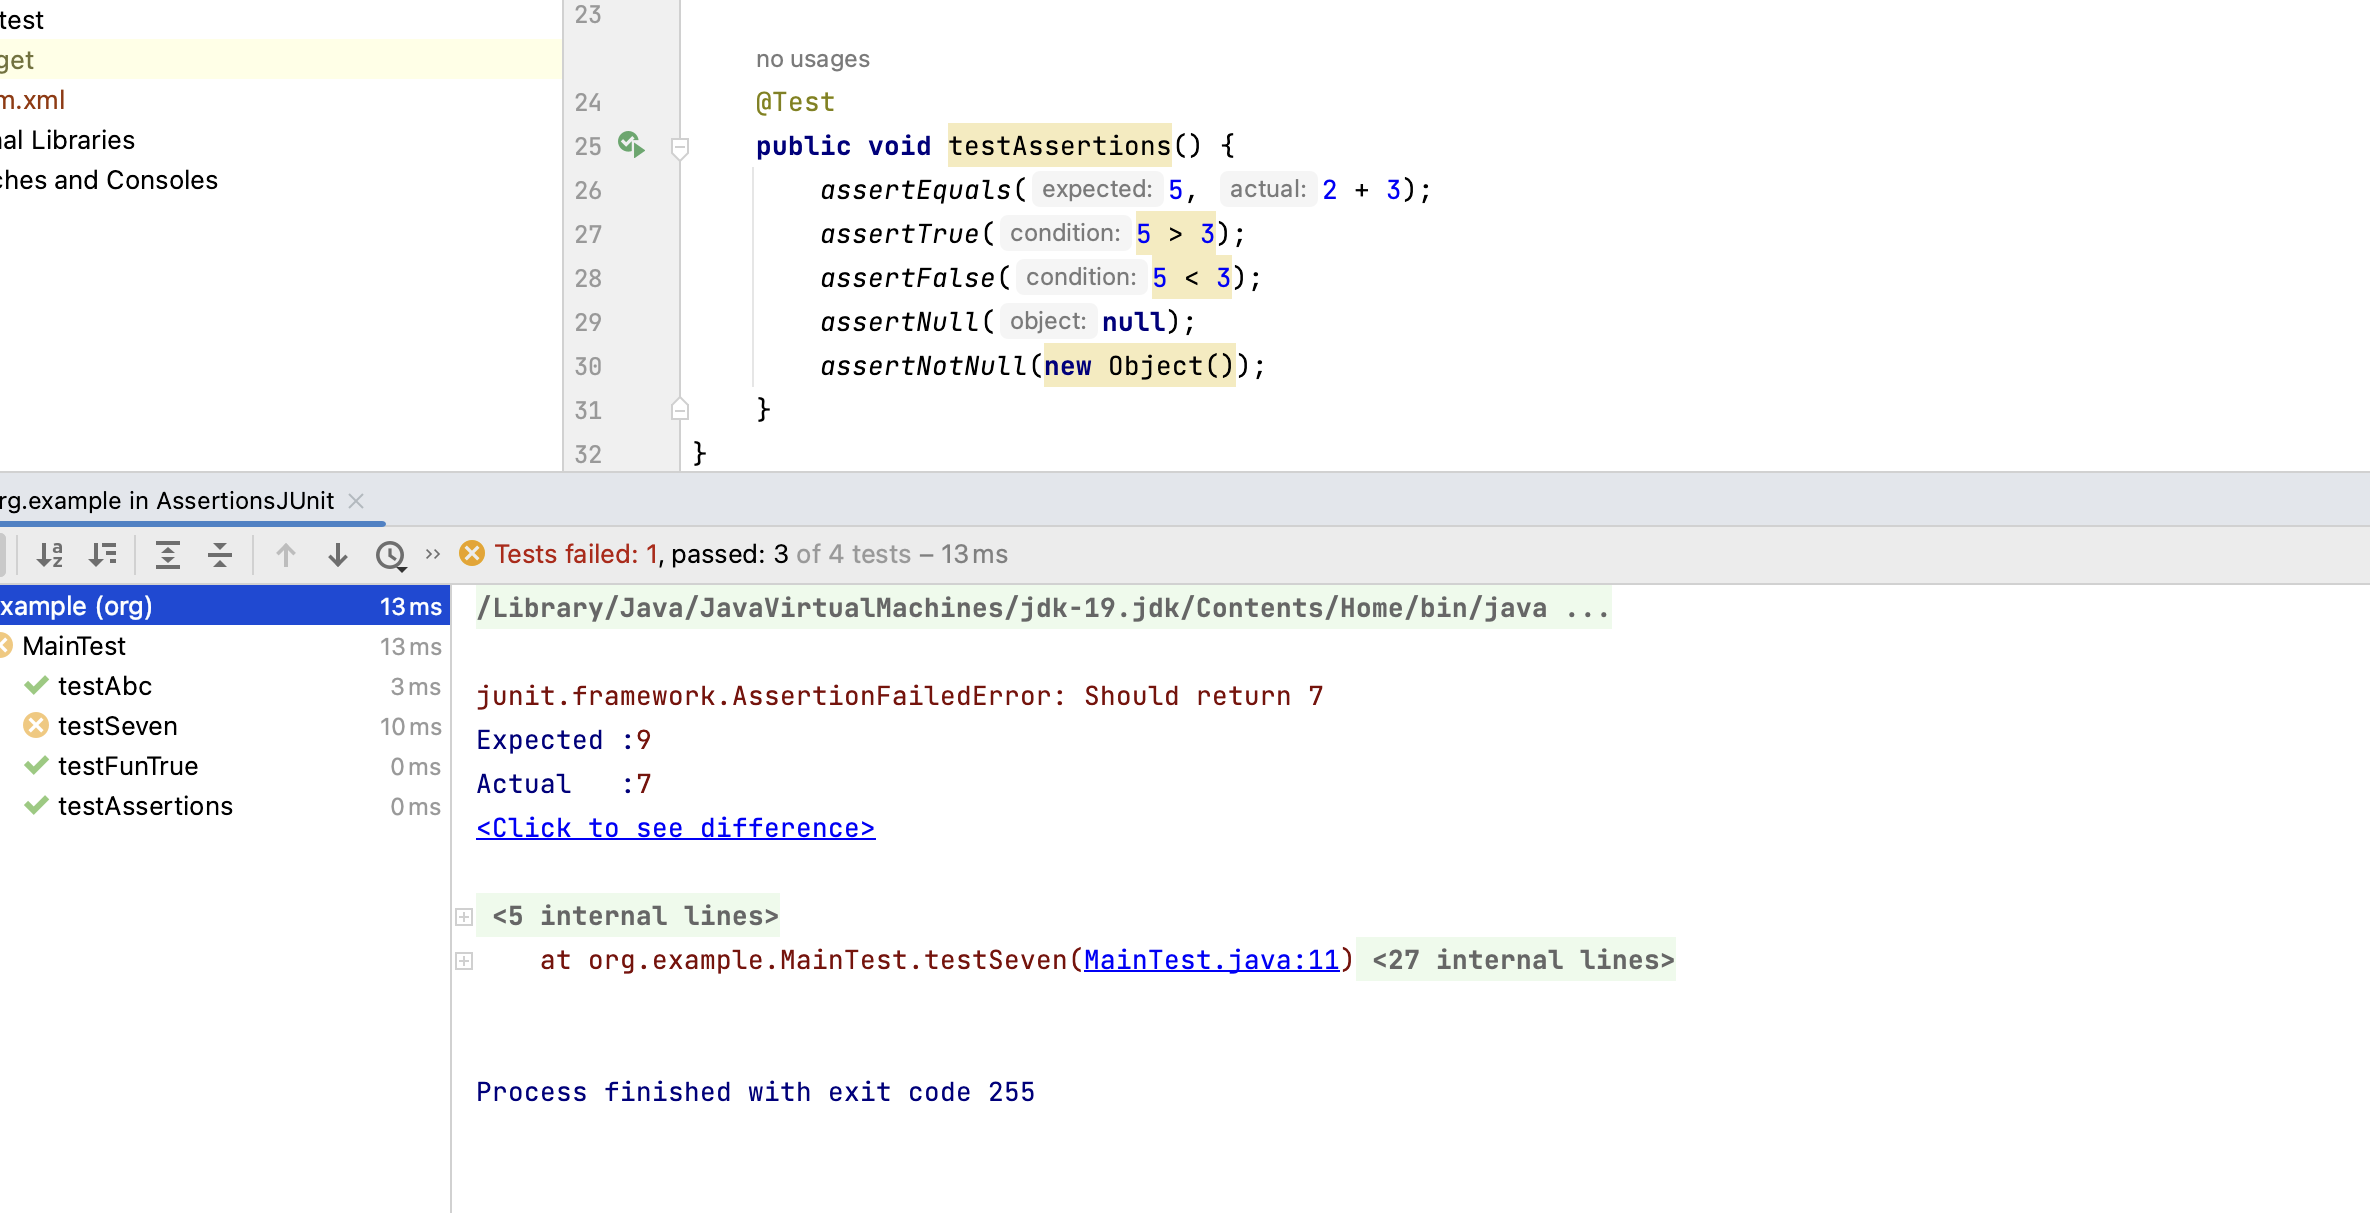 test
get
m.xml
al Libraries
ches and Consoles
23
no usages
24 @Test
25 public void testAssertions() {
26 assertEquals( expected: 5, actual: 2 + 3);
27 assertTrue( condition: 5 > 3);
28 assertFalse( condition: 5 < 3);
29 assertNull( object: null);
30 assertNotNull(new Object());
31 }
32 }
rg.example in AssertionsJUnit
Tests failed: 1, passed: 3 of 4 tests – 13 ms
xample (org) 13 ms
MainTest 13 ms
testAbc 3 ms
testSeven 10 ms
testFunTrue 0 ms
testAssertions 0 ms
/Library/Java/JavaVirtualMachines/jdk-19.jdk/Contents/Home/bin/java ...
junit.framework.AssertionFailedError: Should return 7
Expected :9
Actual   :7
<Click to see difference>
<5 internal lines>
at org.example.MainTest.testSeven(MainTest.java:11) <27 internal lines>
Process finished with exit code 255